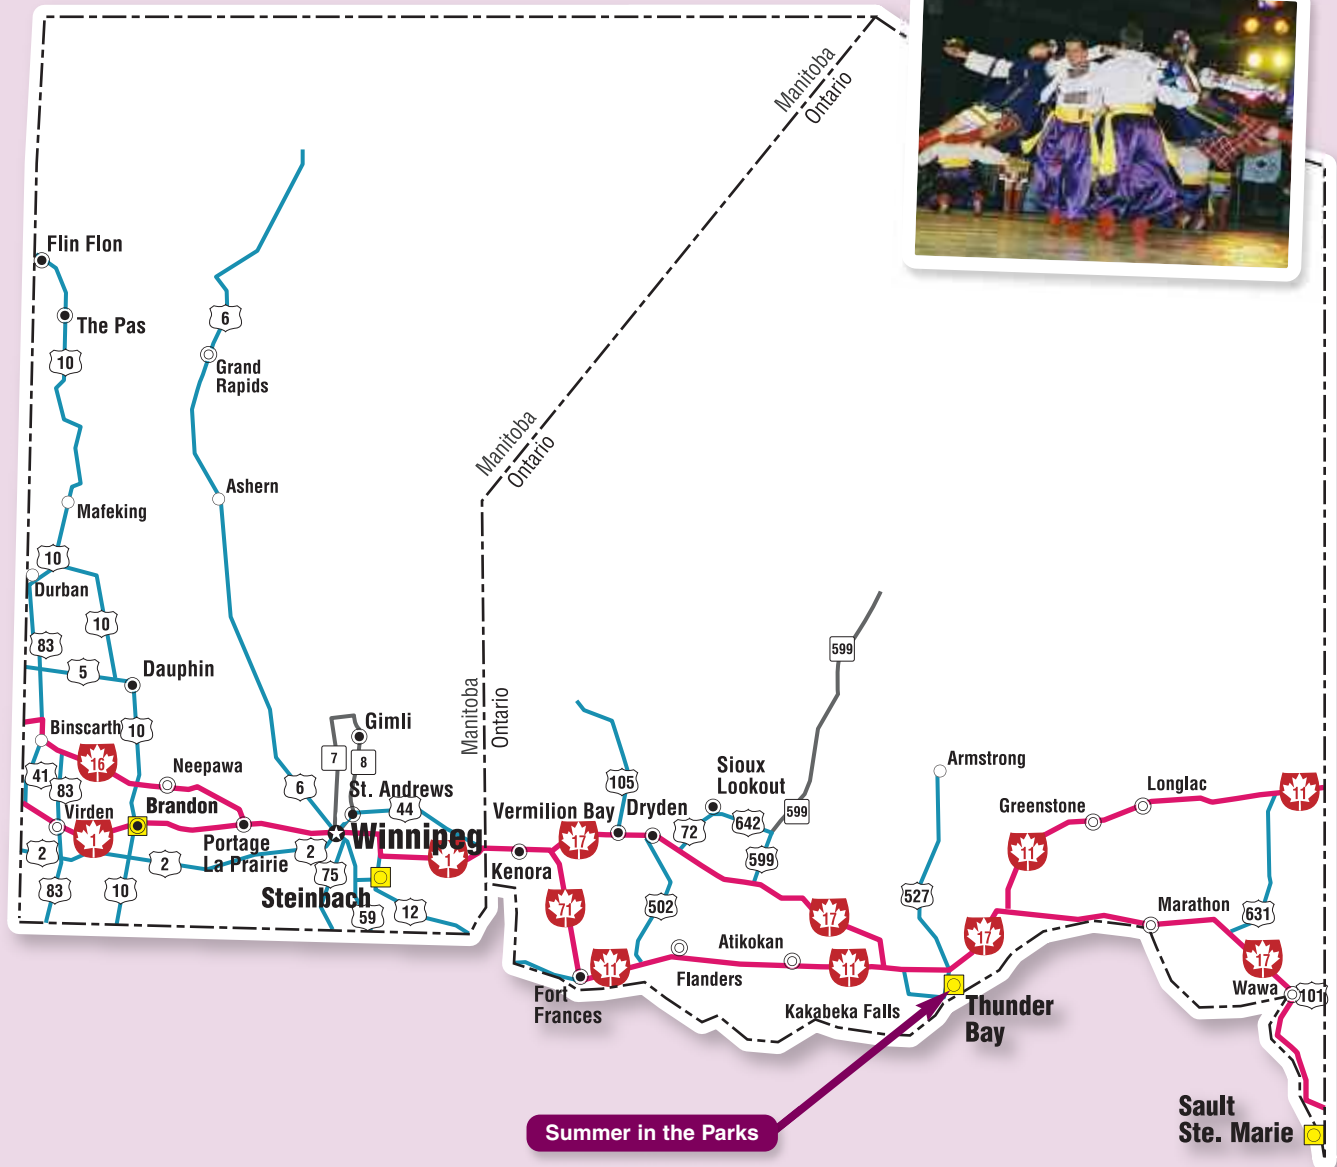 Manitoba
Ontario
Flin Flon
The Pas
10
6
Grand
Rapids
Manitoba
Ontario
Ashern
Mafeking
10
Durban
10
83
5
Dauphin
599
Manitoba
Ontario
Binscarth
10
Gimli
7
8
16
41
83
Neepawa
6
St. Andrews
44
105
Sioux
Lookout
Armstrong
Longlac
11
Virden
Brandon
Vermilion Bay
Dryden
72
642
599
Greenstone
1
Portage
La Prairie
Winnipeg
17
2
2
2
1
Kenora
599
11
75
Steinbach
83
10
59
12
71
502
17
527
Marathon
631
17
Atikokan
11
Flanders
11
17
Fort
Frances
Kakabeka Falls
Thunder
Bay
Wawa
101
Summer in the Parks
Sault
Ste. Marie